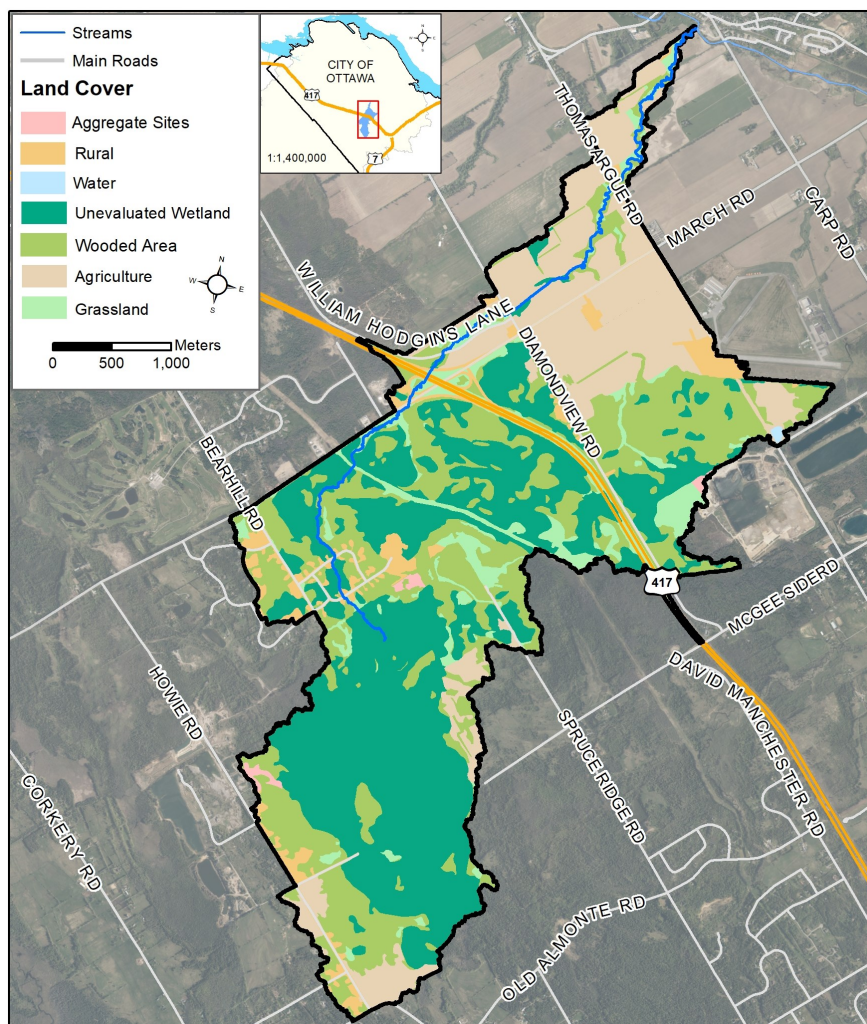 Streams
Main Roads
Land Cover
Aggregate Sites
Rural
Water
Unevaluated Wetland
Wooded Area
Agriculture
Grassland
N
W
E
S
Meters
0
500
1,000
CITY OF
OTTAWA
417
7
1:1,400,000
N
W
E
S
THOMAS ARGUE RD
MARCH RD
CARP RD
WILLIAM HODGINS LANE
DIAMONDVIEW RD
BEARHILL RD
417
MCGEE SIDERD
DAVID MANCHESTER RD
HOWIE RD
SPRUCE RIDGE RD
CORKERY RD
OLD ALMONTE RD